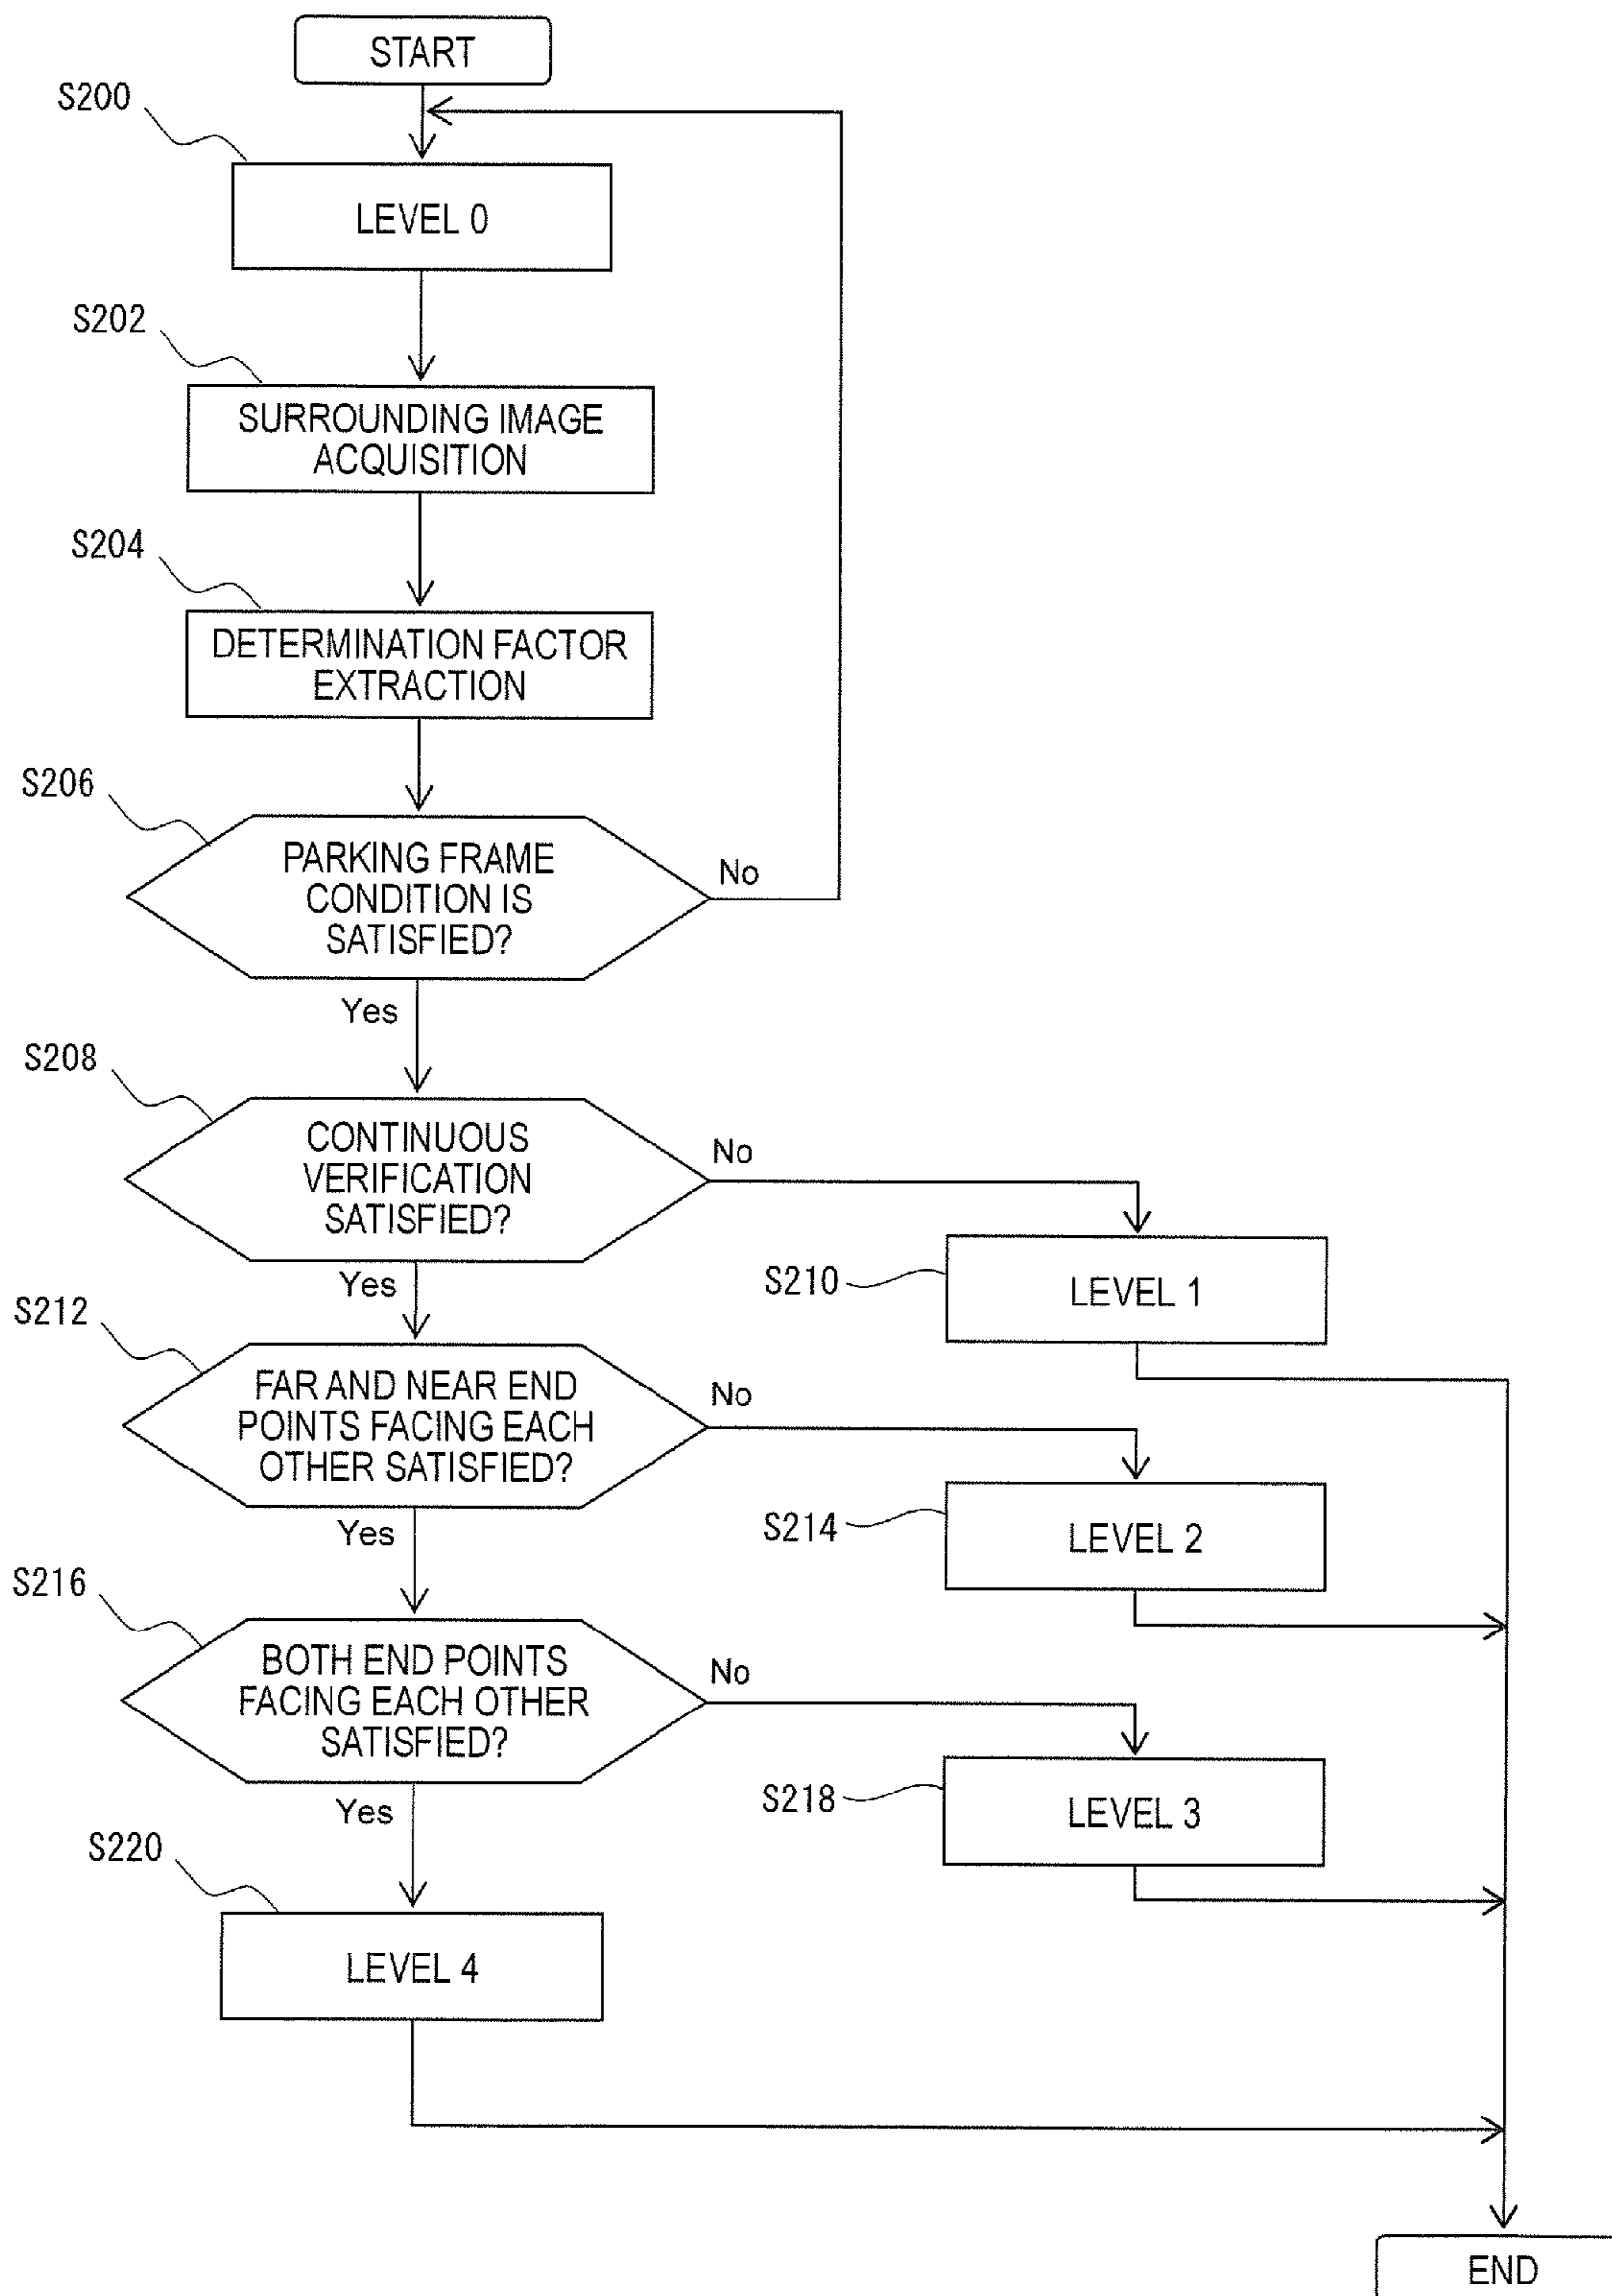 START
S200
LEVEL 0
S202
SURROUNDING IMAGE
ACQUISITION
S204
DETERMINATION FACTOR
EXTRACTION
S206
PARKING FRAME
CONDITION IS
SATISFIED?
No
Yes
S208
CONTINUOUS
VERIFICATION
SATISFIED?
No
Yes
S210
LEVEL 1
S212
FAR AND NEAR END
POINTS FACING EACH
OTHER SATISFIED?
No
Yes
S214
LEVEL 2
S216
BOTH END POINTS
FACING EACH OTHER
SATISFIED?
No
Yes
S218
LEVEL 3
S220
LEVEL 4
END